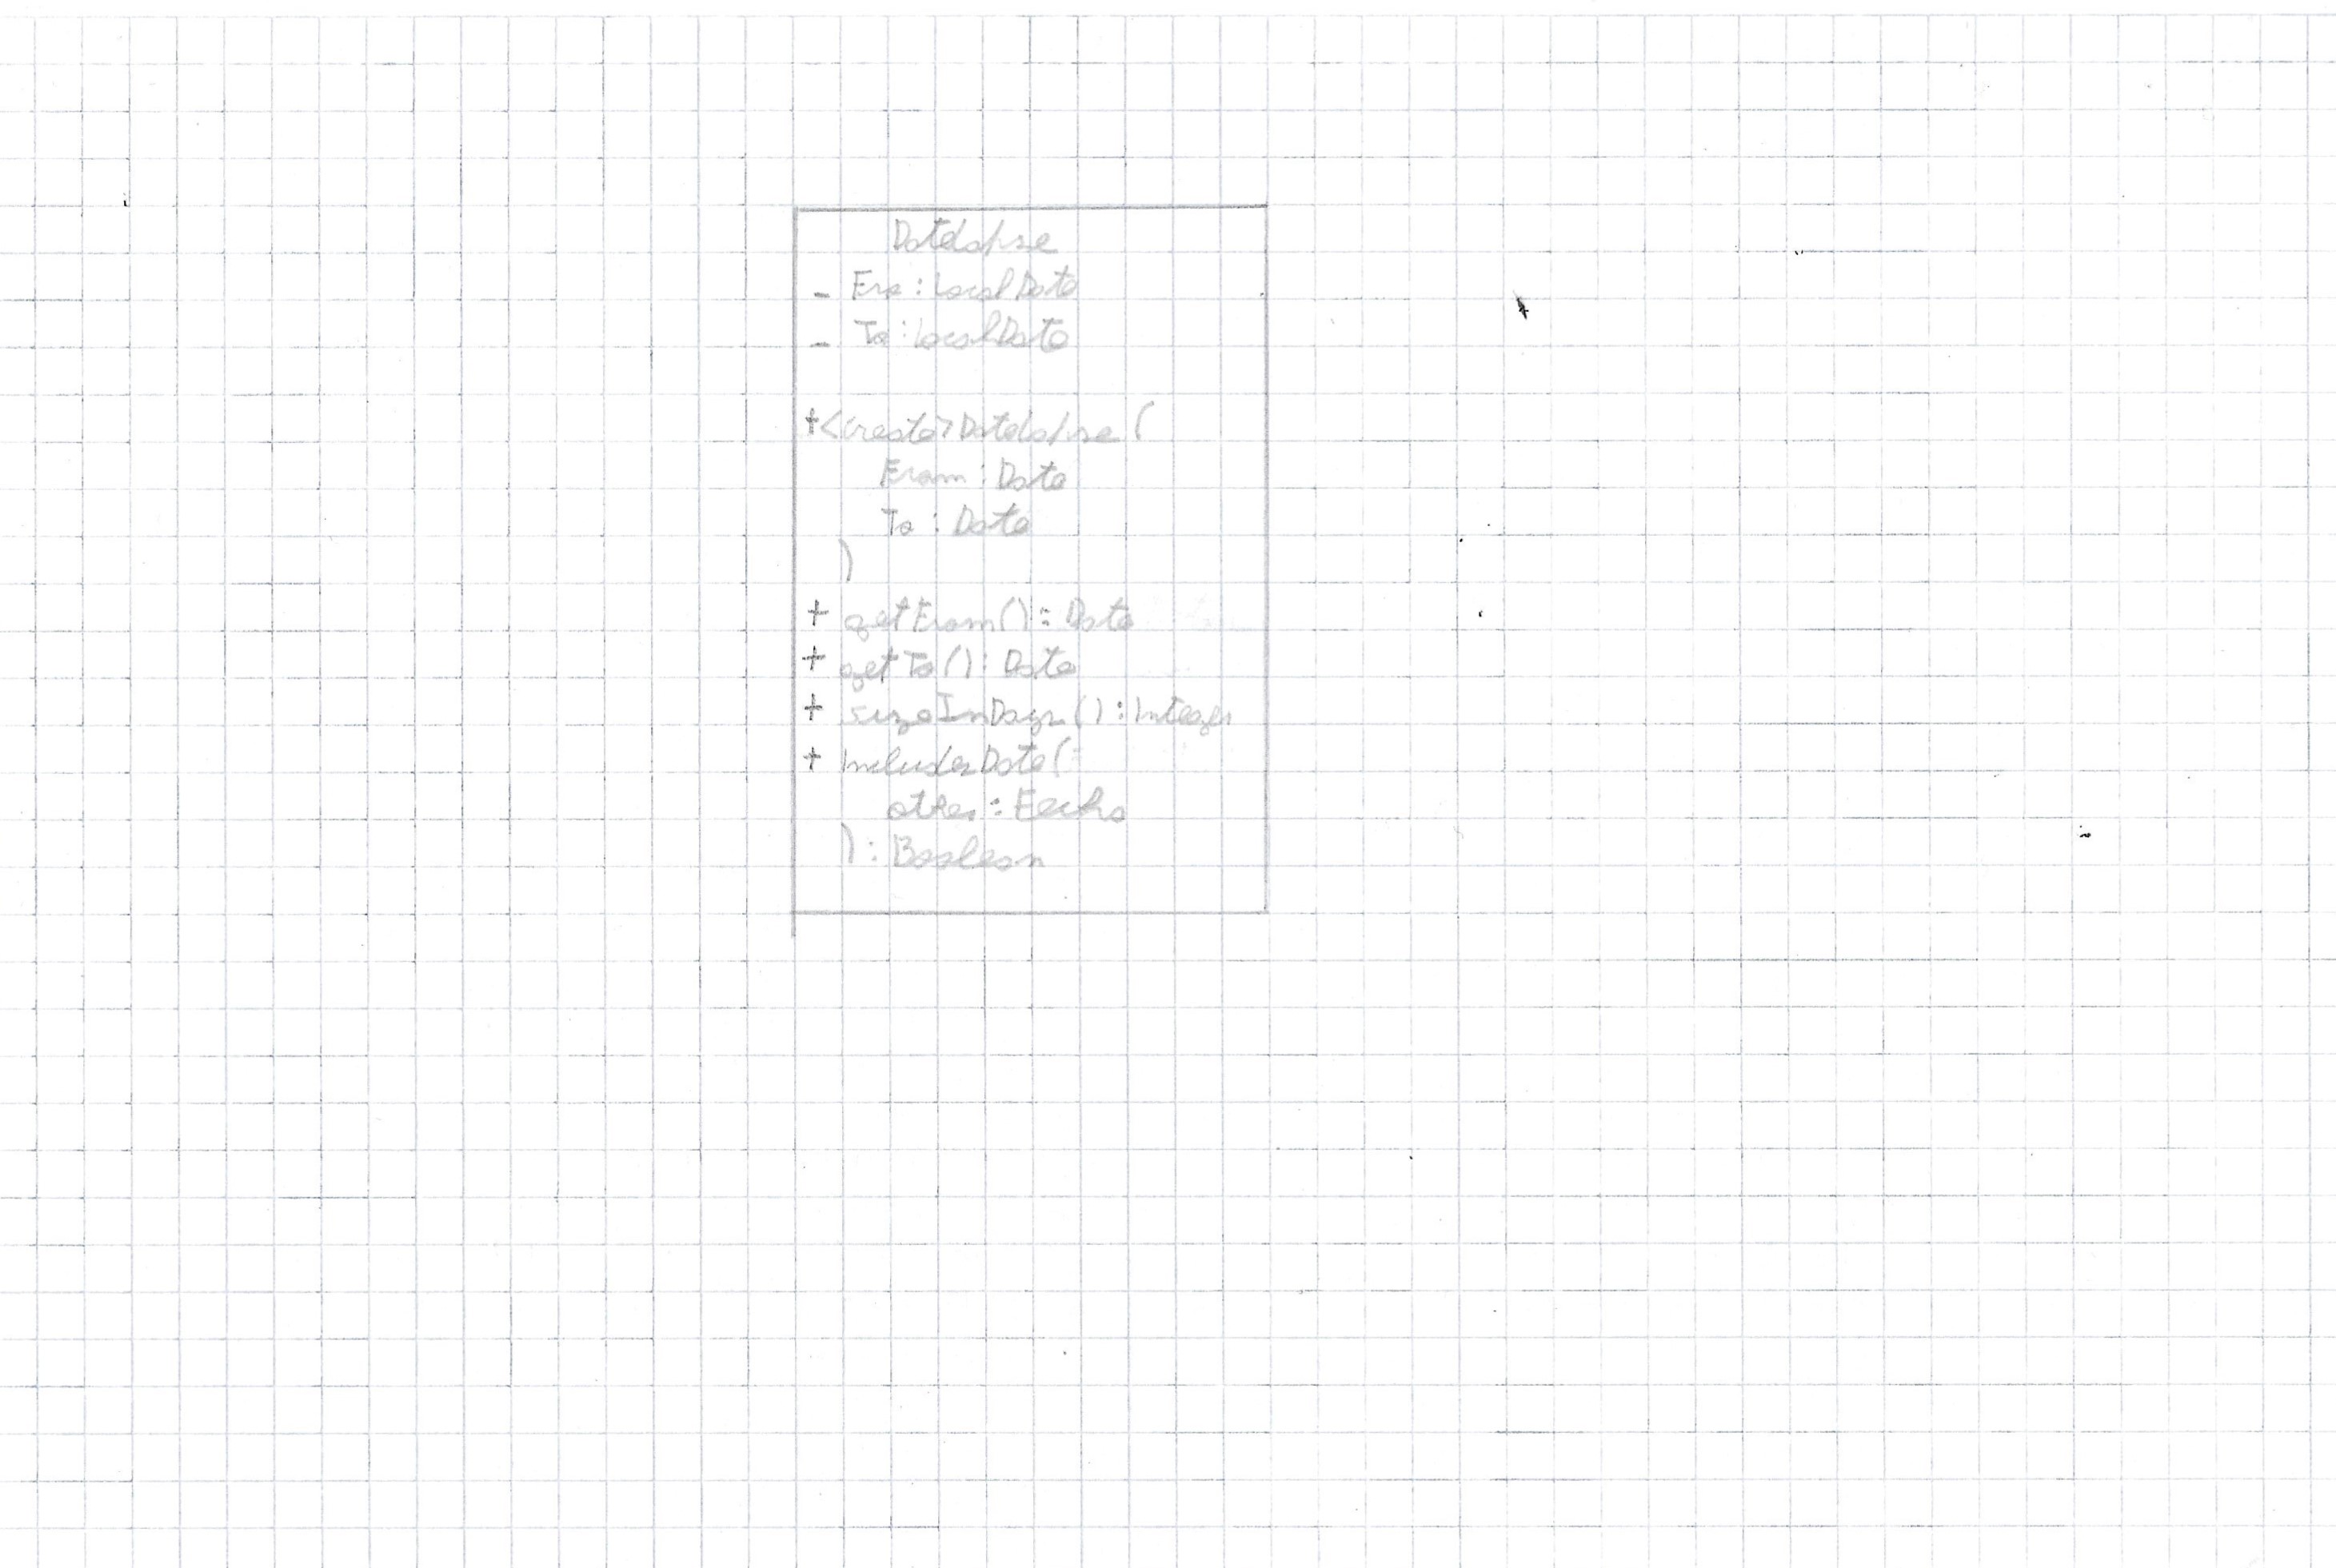 Datelapse
- Fro: LocalDate
- To: LocalDate
+<create>Datelapse(
From: Date
To: Date
)
+ getFrom(): Date
+ getTo(): Date
+ sizeInDays(): Integer
+ IncludesDate(
other: Fecha
): Boolean